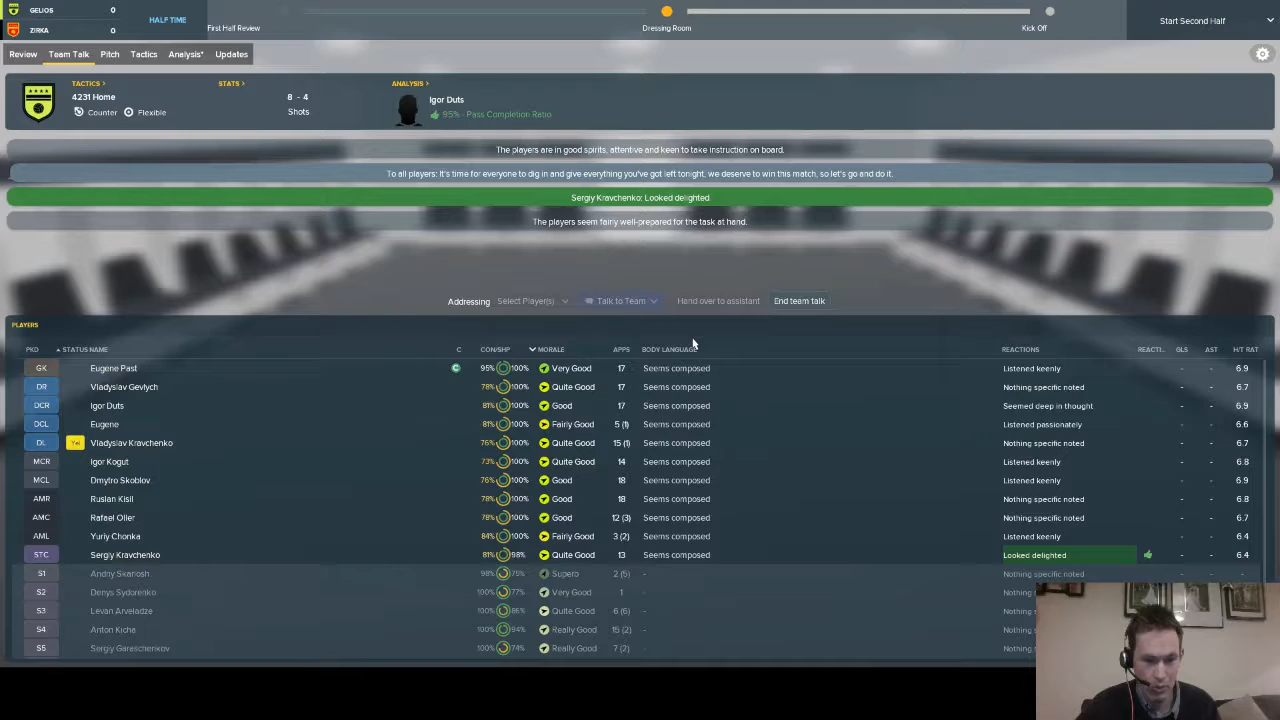 GELIOS 0
ZIRKA 0
HALF TIME
First Half Review
Dressing Room
Kick Off
Start Second Half
Review Team Talk Pitch Tactics Analysis* Updates
TACTICS > STATS > ANALYSIS >
4231 Home 8 - 4 Igor Duts
Counter Flexible Shots 95% - Pass Completion Ratio
The players are in good spirits, attentive and keen to take instruction on board.
To all players: It's time for everyone to dig in and give everything you've got left tonight, we deserve to win this match, so let's go and do it.
Sergiy Kravchenko: Looked delighted
The players seem fairly well-prepared for the task at hand.
Addressing Select Player(s) Talk to Team Hand over to assistant End team talk
PLAYERS
PKD STATUS NAME C CON/SHP MORALE APPS BODY LANGUAGE REACTIONS REACTI.. GLS AST H/T RAT
GK Eugene Past C 95% 100% Very Good 17 Seems composed Listened keenly - - 6.9
DR Vladyslav Gevlych 78% 100% Quite Good 17 Seems composed Nothing specific noted - - 6.7
DCR Igor Duts 81% 100% Good 17 Seems composed Seemed deep in thought - - 6.9
DCL Eugene 81% 100% Fairly Good 5 (1) Seems composed Listened passionately - - 6.6
DL Yel Vladyslav Kravchenko 76% 100% Quite Good 15 (1) Seems composed Nothing specific noted - - 6.7
MCR Igor Kogut 73% 100% Quite Good 14 Seems composed Listened keenly - - 6.8
MCL Dmytro Skoblov 76% 100% Good 18 Seems composed Listened keenly - - 6.9
AMR Ruslan Kisil 78% 100% Good 18 Seems composed Nothing specific noted - - 6.8
AMC Rafael Oller 78% 100% Good 12 (3) Seems composed Nothing specific noted - - 6.7
AML Yuriy Chonka 84% 100% Fairly Good 3 (2) Seems composed Listened keenly - - 6.4
STC Sergiy Kravchenko 81% 98% Quite Good 13 Seems composed Looked delighted - - 6.4
S1 Andriy Skarlosh 98% 75% Superb 2 (5) - Nothing specific noted - - -
S2 Denys Sydorenko 100% 77% Very Good 1 - Nothing
S3 Levan Arveladze 100% 86% Quite Good 6 (6) - Nothing
S4 Anton Kicha 100% 94% Really Good 15 (2) - Nothing
S5 Sergiy Garaschenkov 100% 74% Really Good 7 (2) - Nothing